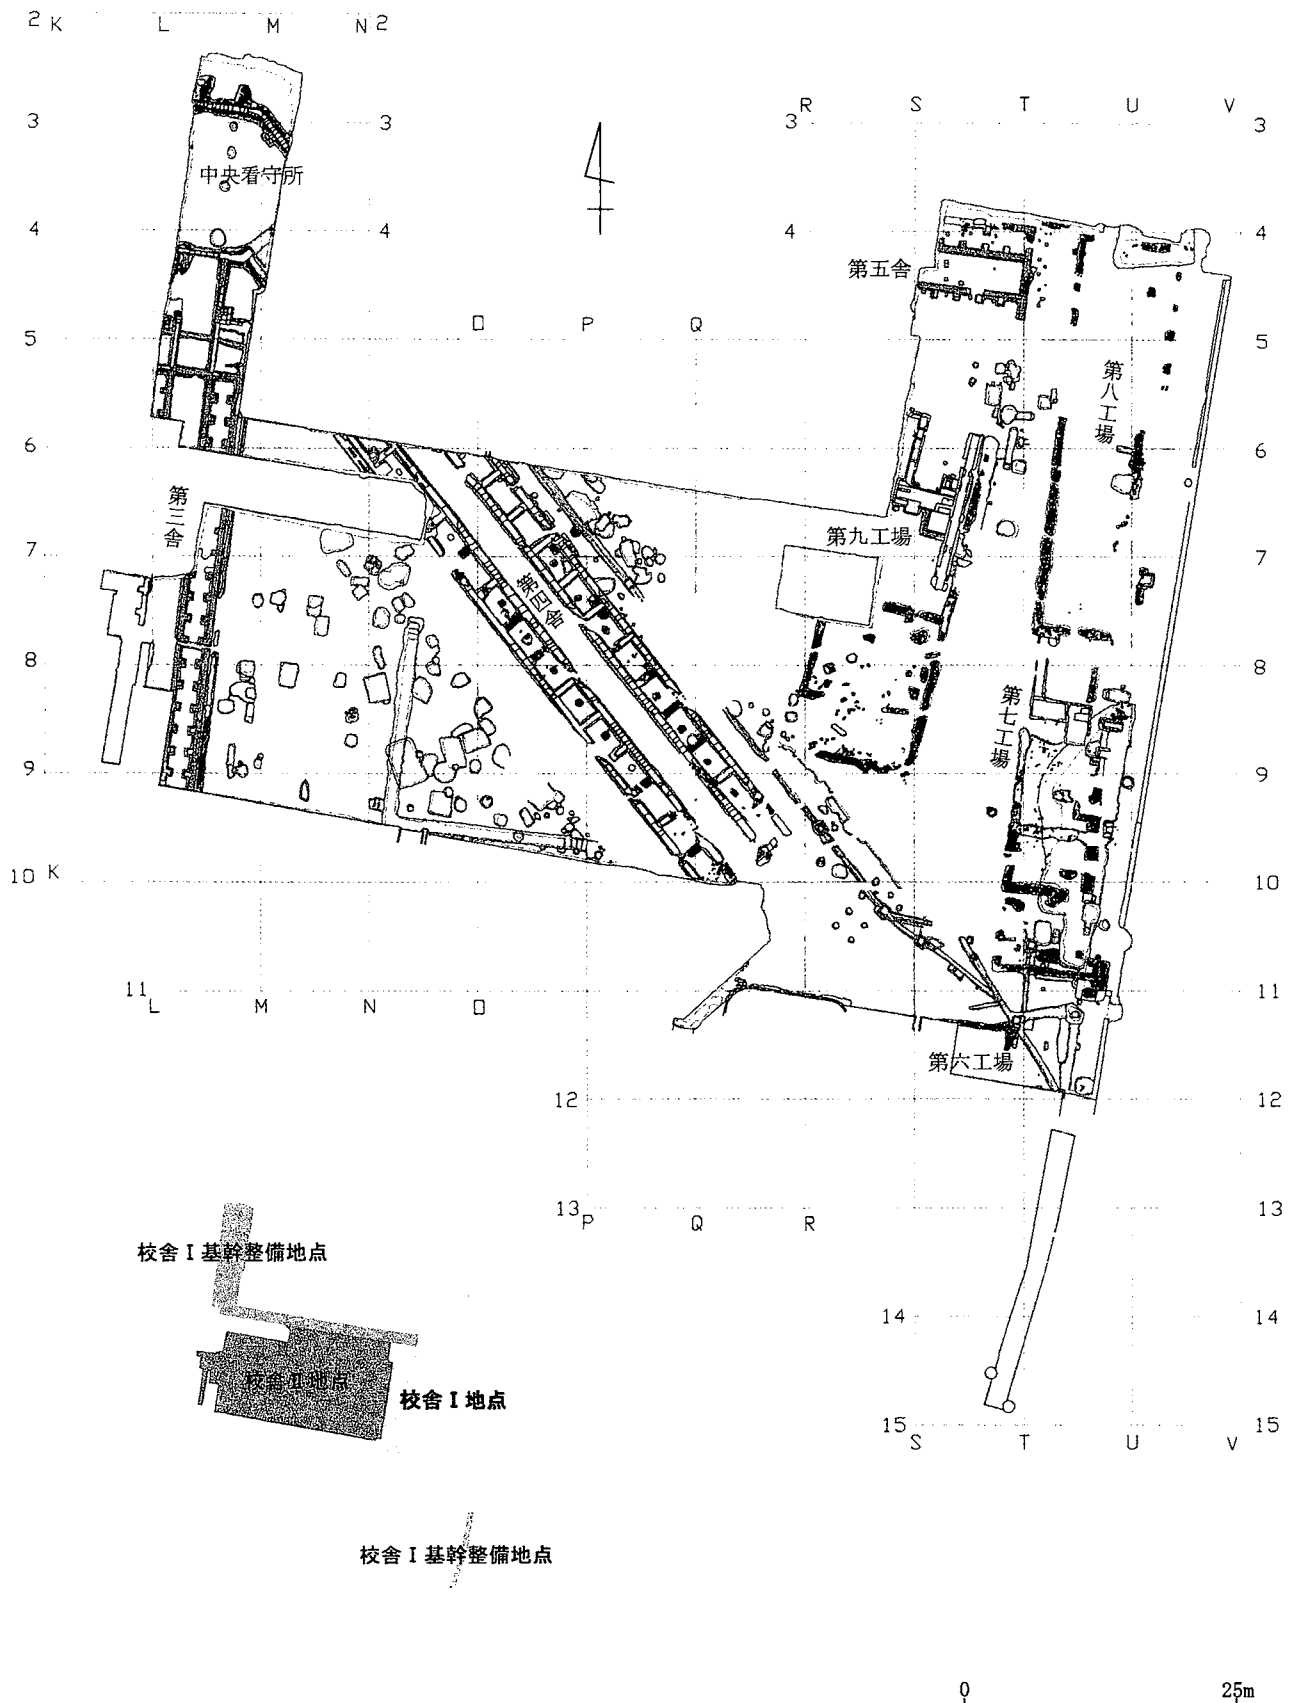 2 K L M N 2
R S T U V
3 3 3 3
中央看守所
4 4 4 4
第五舎
O P Q
5 5
第八工場
6 6
第三舎
第九工場
7 7
第四舎
8 8
第七工場
9 9
10 K 10
11 L M N O 11
第六工場
12 12
13 P Q R 13
校舎Ⅰ基幹整備地点
14 14
校舎Ⅱ地点
校舎Ⅰ地点
15 15
S T U V
校舎Ⅰ基幹整備地点
0 25m